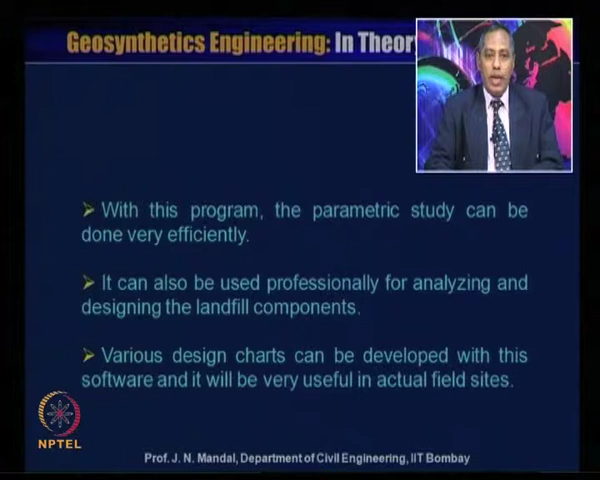 Geosynthetics Engineering: In Theory
➢ With this program, the parametric study can be
done very efficiently.
➢ It can also be used professionally for analyzing and
designing the landfill components.
➢ Various design charts can be developed with this
software and it will be very useful in actual field sites.
NPTEL
Prof. J. N. Mandal, Department of Civil Engineering, IIT Bombay